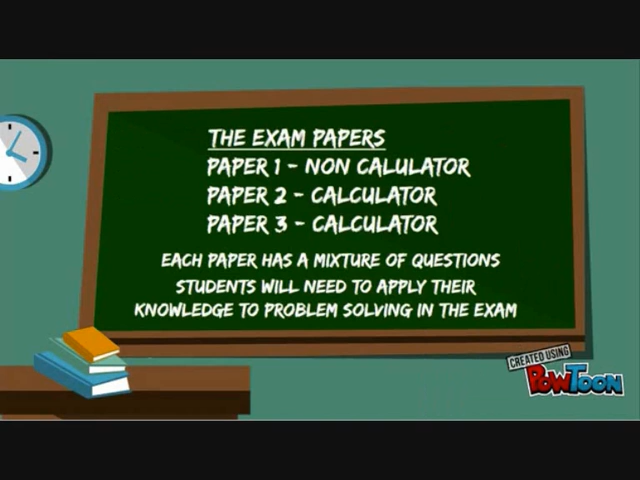 THE EXAM PAPERS
PAPER 1 - NON CALULATOR
PAPER 2 - CALCULATOR
PAPER 3 - CALCULATOR
EACH PAPER HAS A MIXTURE OF QUESTIONS
STUDENTS WILL NEED TO APPLY THEIR
KNOWLEDGE TO PROBLEM SOLVING IN THE EXAM
CREATED USING
POWTOON